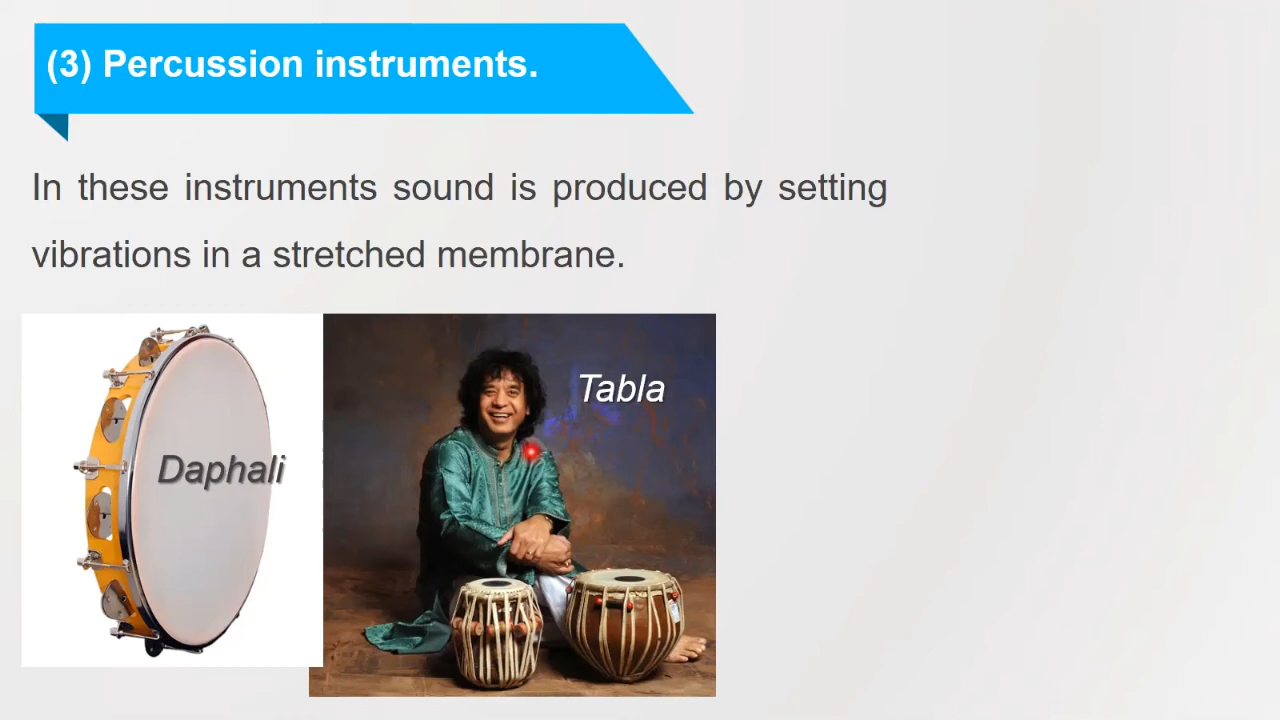 (3) Percussion instruments.
In these instruments sound is produced by setting
vibrations in a stretched membrane.
Daphali
Tabla